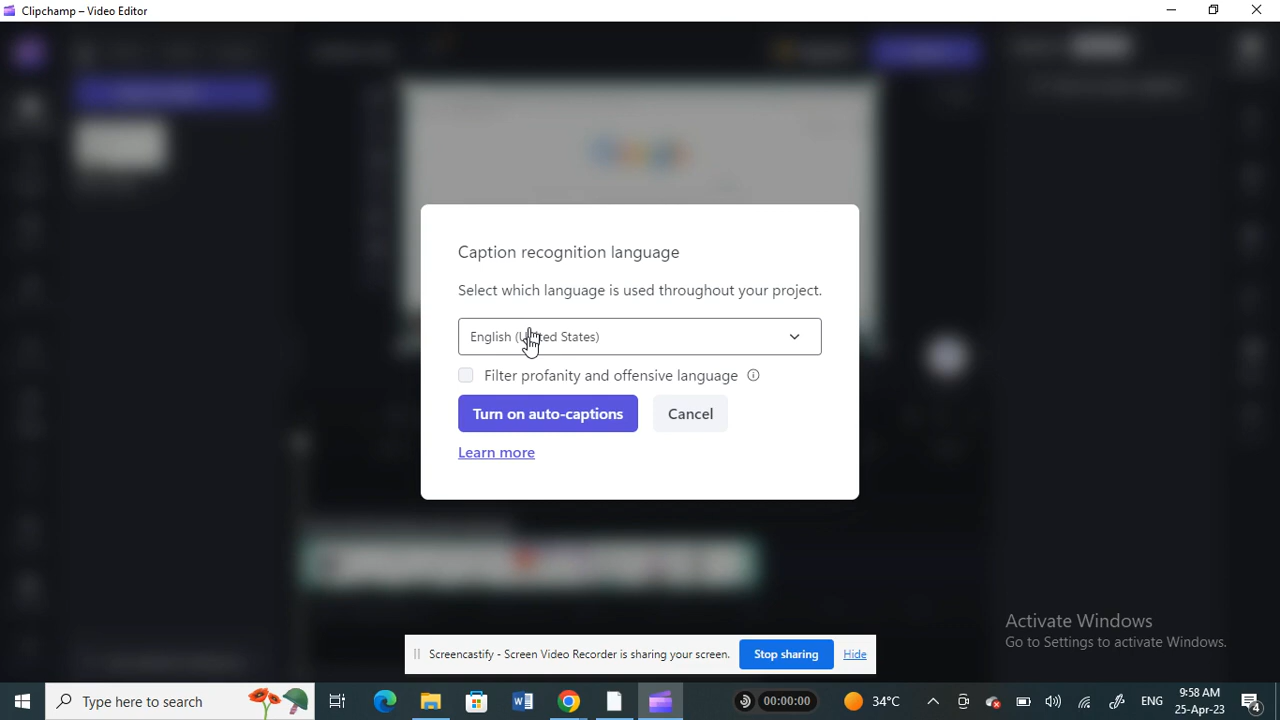 Clipchamp – Video Editor
Google
Caption recognition language
Select which language is used throughout your project.
English (United States)
Filter profanity and offensive language
Turn on auto-captions
Cancel
Learn more
Activate Windows
Go to Settings to activate Windows.
Screencastify - Screen Video Recorder is sharing your screen.
Stop sharing
Hide
Type here to search
00:00:00
34°C
ENG
9:58 AM
25-Apr-23
4